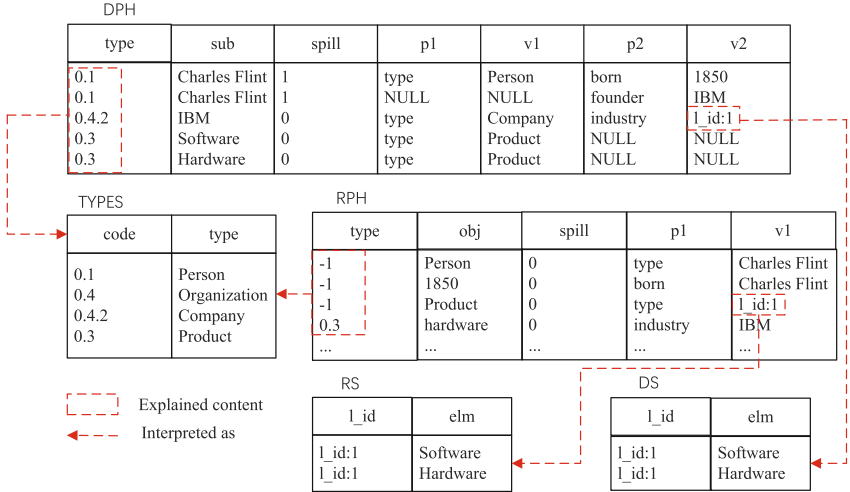 DPH
type sub spill p1 v1 p2 v2
0.1 Charles Flint 1 type Person born 1850
0.1 Charles Flint 1 NULL NULL founder IBM
0.4.2 IBM 0 type Company industry l_id:1
0.3 Software 0 type Product NULL NULL
0.3 Hardware 0 type Product NULL NULL
TYPES
code type
0.1 Person
0.4 Organization
0.4.2 Company
0.3 Product
RPH
type obj spill p1 v1
-1 Person 0 type Charles Flint
-1 1850 0 born Charles Flint
-1 Product 0 type l_id:1
0.3 hardware 0 industry IBM
... ... ... ... ...
Explained content
Interpreted as
RS
l_id elm
l_id:1 Software
l_id:1 Hardware
DS
l_id elm
l_id:1 Software
l_id:1 Hardware